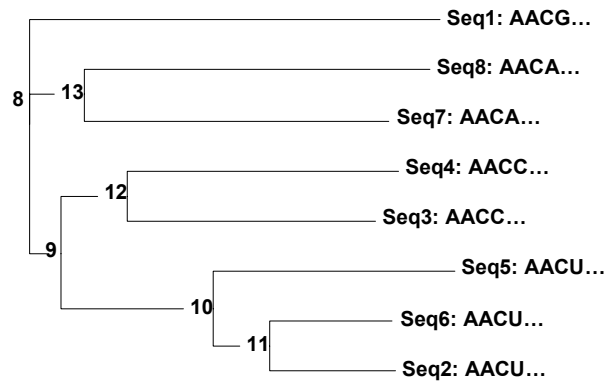 Seq1: AACG...
Seq8: AACA...
13
8
Seq7: AACA...
Seq4: AACC...
12
Seq3: AACC...
9
Seq5: AACU...
10
Seq6: AACU...
11
Seq2: AACU...